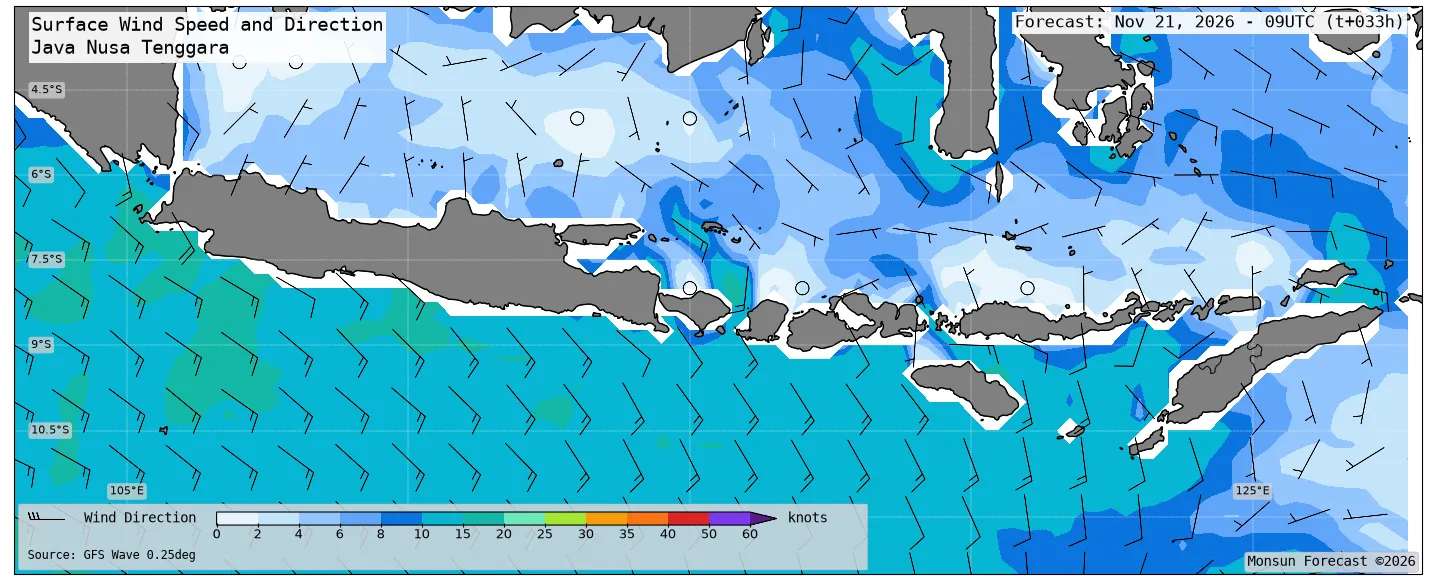 Surface Wind Speed and Direction
Java Nusa Tenggara
Forecast: Nov 21, 2026 - 09UTC (t+033h)
4.5°S
6°S
7.5°S
9°S
10.5°S
105°E
125°E
Wind Direction
knots
0 2 4 6 8 10 15 20 25 30 35 40 50 60
Source: GFS Wave 0.25deg
Monsun Forecast ©2026